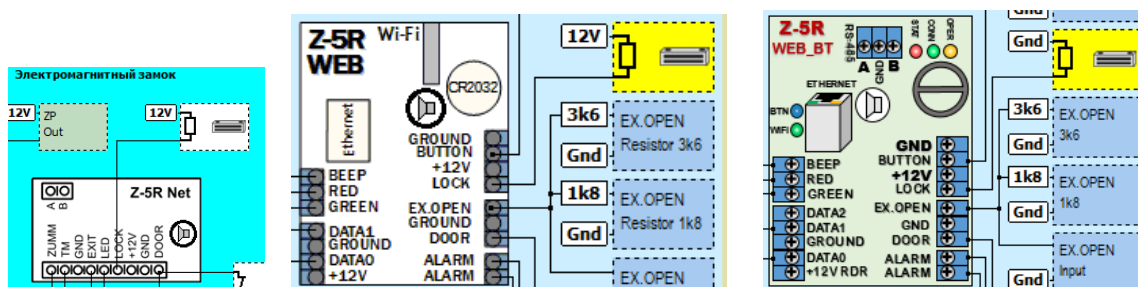 Электромагнитный замок
12V
ZP
Out
12V
A
B
Z-5R Net
ZUMM
TM
GND
EXIT
LED
LOCK
+12V
GND
DOOR
Z-5R
WEB
Wi-Fi
CR2032
Ethernet
GROUND
BUTTON
+12V
LOCK
BEEP
RED
GREEN
EX.OPEN
GROUND
DOOR
DATA1
GROUND
DATA0
+12V
ALARM
ALARM
12V
3k6
Gnd
EX.OPEN
Resistor 3k6
1k8
Gnd
EX.OPEN
Resistor 1k8
EX.OPEN
Z-5R
WEB_BT
RS-485
A
GND
B
STAT
CONN
OPER
ETHERNET
BTN
WIFI
GND
BUTTON
+12V
LOCK
BEEP
RED
GREEN
EX.OPEN
GND
DOOR
DATA2
DATA1
GROUND
DATA0
+12V RDR
ALARM
ALARM
Gnd
3k6
Gnd
EX.OPEN
3k6
1k8
Gnd
EX.OPEN
1k8
EX.OPEN
Input
Gnd